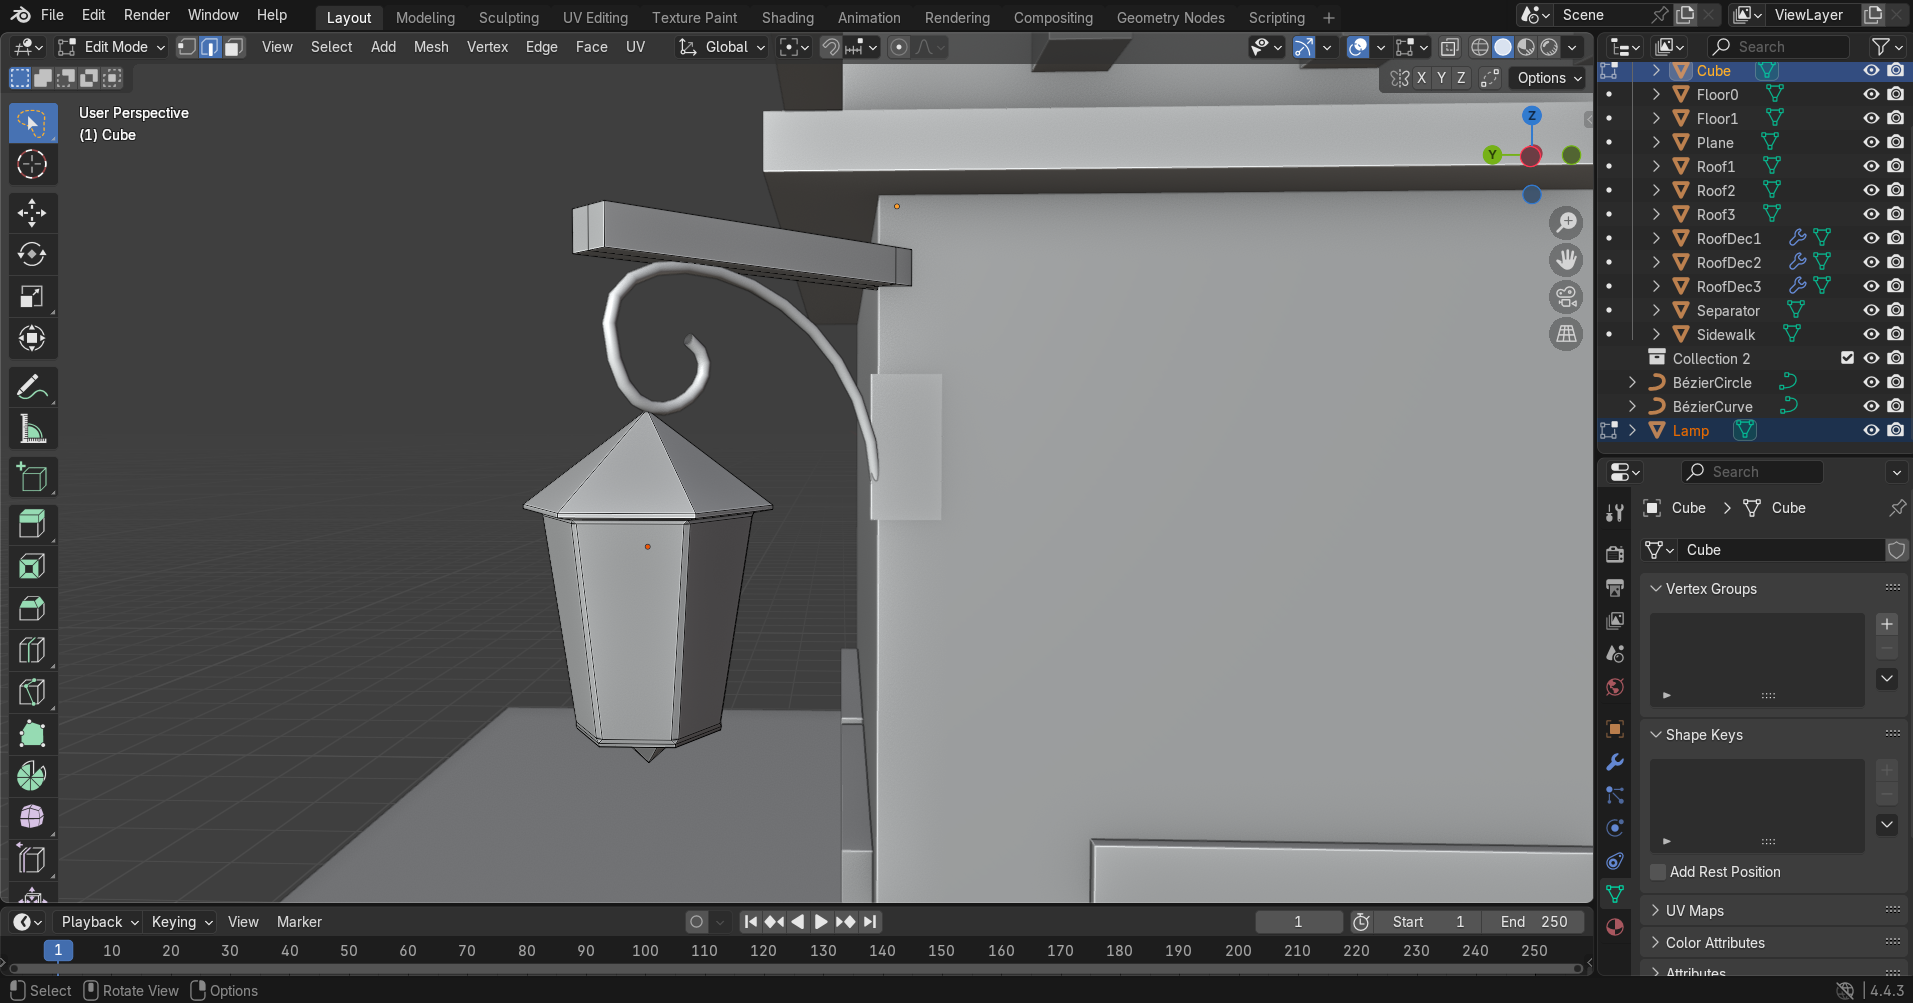 File Edit Render Window Help Layout Modeling Sculpting UV Editing Texture Paint Shading Animation Rendering Compositing Geometry Nodes Scripting + Scene ViewLayer
Edit Mode View Select Add Mesh Vertex Edge Face UV Global Search
X Y Z Options
User Perspective
(1) Cube
Z
Y
Cube
Floor0
Floor1
Plane
Roof1
Roof2
Roof3
RoofDec1
RoofDec2
RoofDec3
Separator
Sidewalk
Collection 2
BézierCircle
BézierCurve
Lamp
Search
Cube > Cube
Cube
Vertex Groups
Shape Keys
Add Rest Position
UV Maps
Color Attributes
Attributes
Playback Keying View Marker 1 Start 1 End 250
1 10 20 30 40 50 60 70 80 90 100 110 120 130 140 150 160 170 180 190 200 210 220 230 240 250
Select Rotate View Options 4.4.3